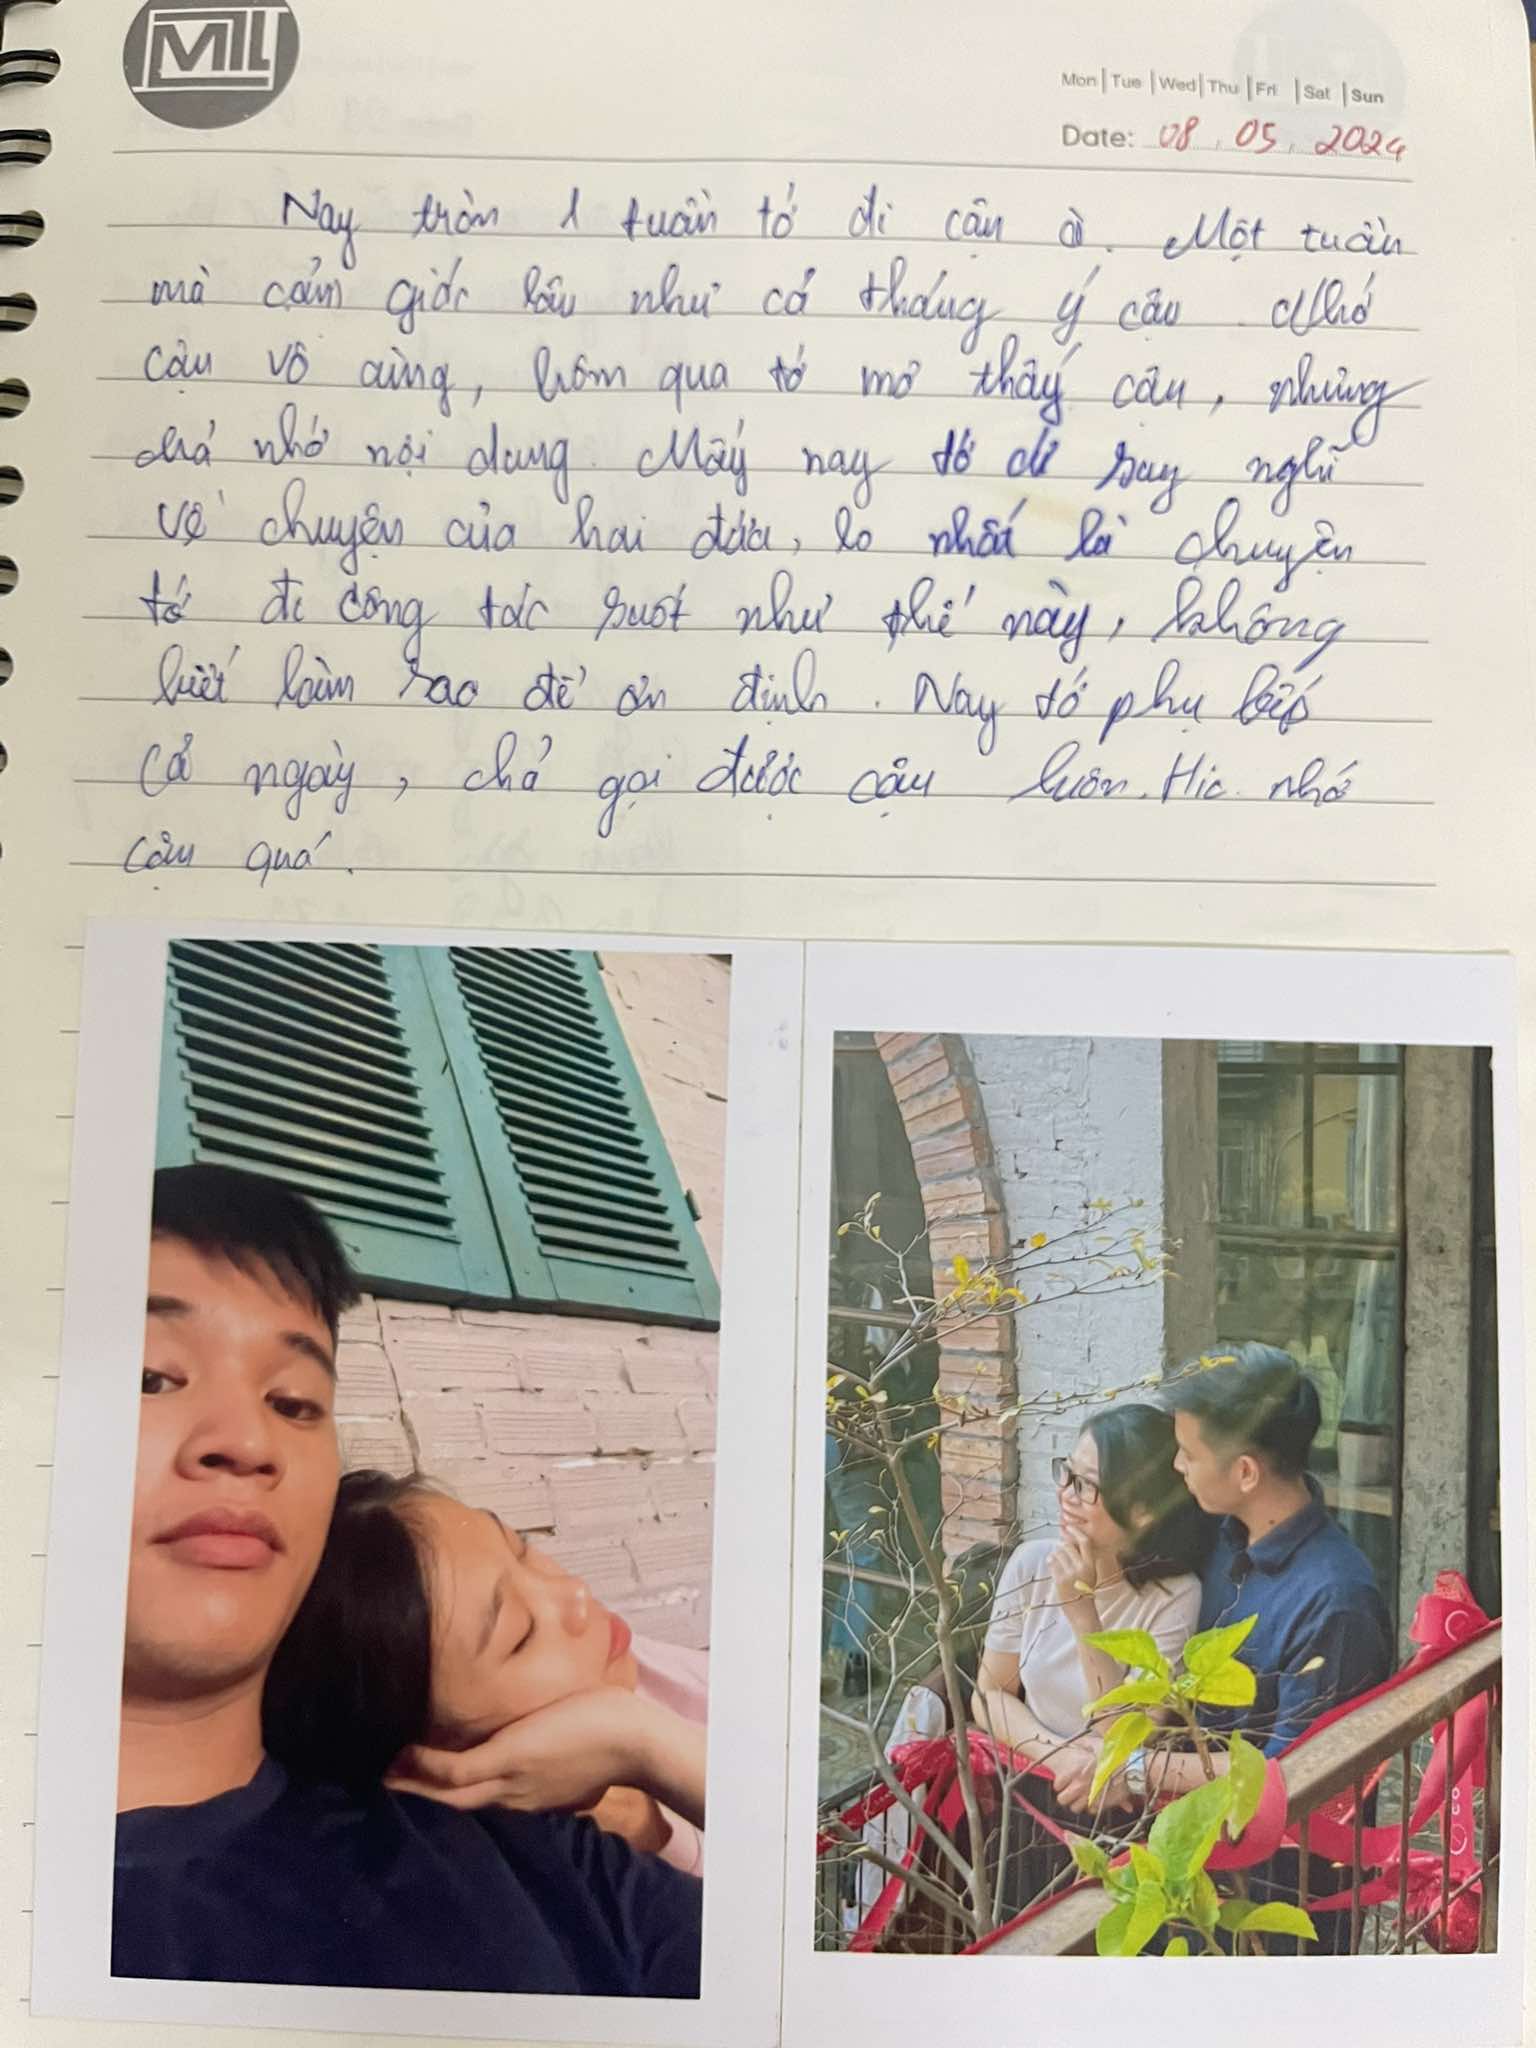 MTL
Mon | Tue | Wed | Thu | Fri | Sat | Sun
Date: 08.05.2024
Nay tròn 1 tuần tớ đi cậu ờ. Một tuần
mà cảm giác lâu như cả tháng ý cậu. Nhớ
cậu vô cùng, hôm qua tớ mơ thấy cậu, nhưng
chả nhớ nội dung. Mấy nay tớ cứ suy nghĩ
về chuyện của hai đứa, lo nhất là chuyện
tớ đi công tác suốt như thế này, không
biết làm sao để ổn định. Nay tớ phụ bếp
cả ngày, chả gọi được cậu luôn. Hic. nhớ
cậu quá.